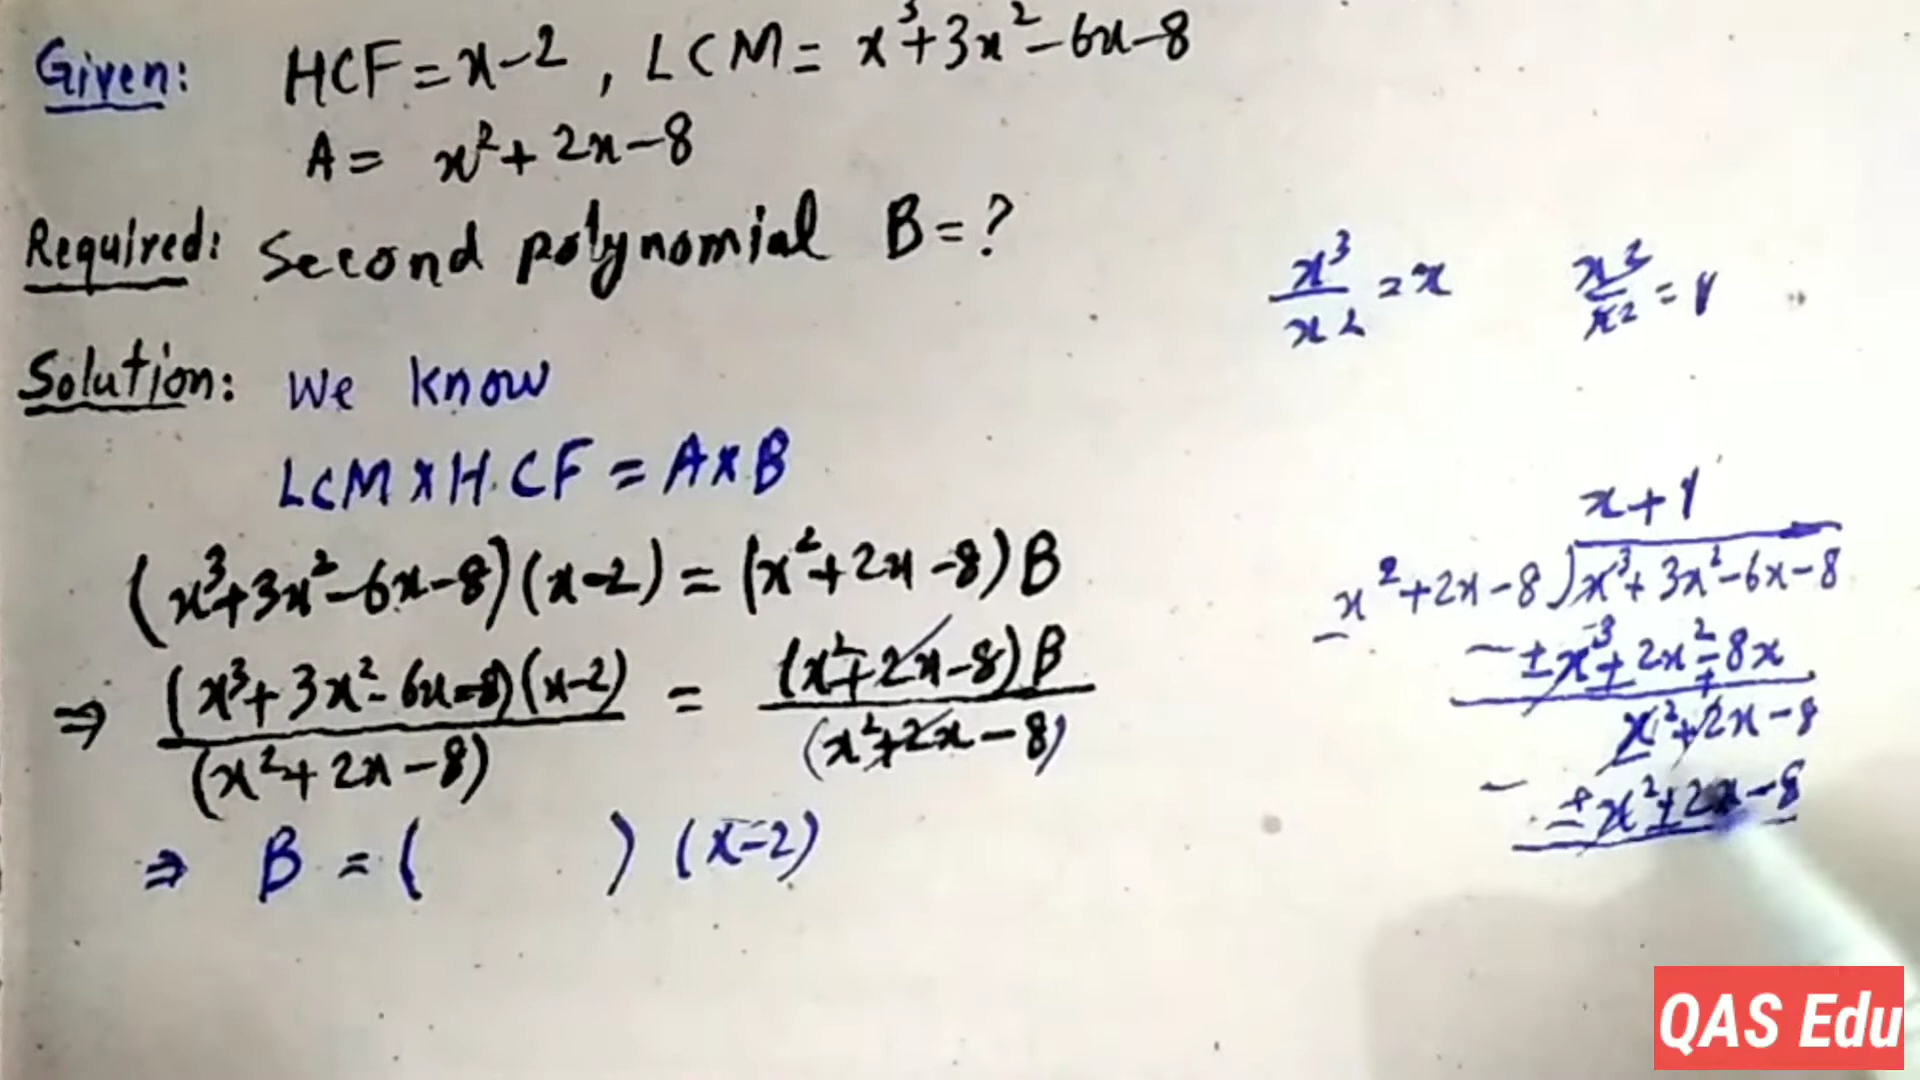 Given: HCF = x-2 , LCM = x³+3x²-6x-8
A = x²+2x-8
Required: Second polynomial B = ?
x³/x² = x x²/x² = 1
Solution: We know
LCM x H.CF = A x B
(x³+3x²-6x-8)(x-2) = (x²+2x-8)B
⇒ (x³+3x²-6x-8)(x-2)/(x²+2x-8) = (x²+2x-8)B/(x²+2x-8)
⇒ B = ( ) (x-2)
x+1
x²+2x-8)x³+3x²-6x-8
- ±x³±2x²-8x
+
x²+2x-8
- ±x²±2x-8
QAS Edu